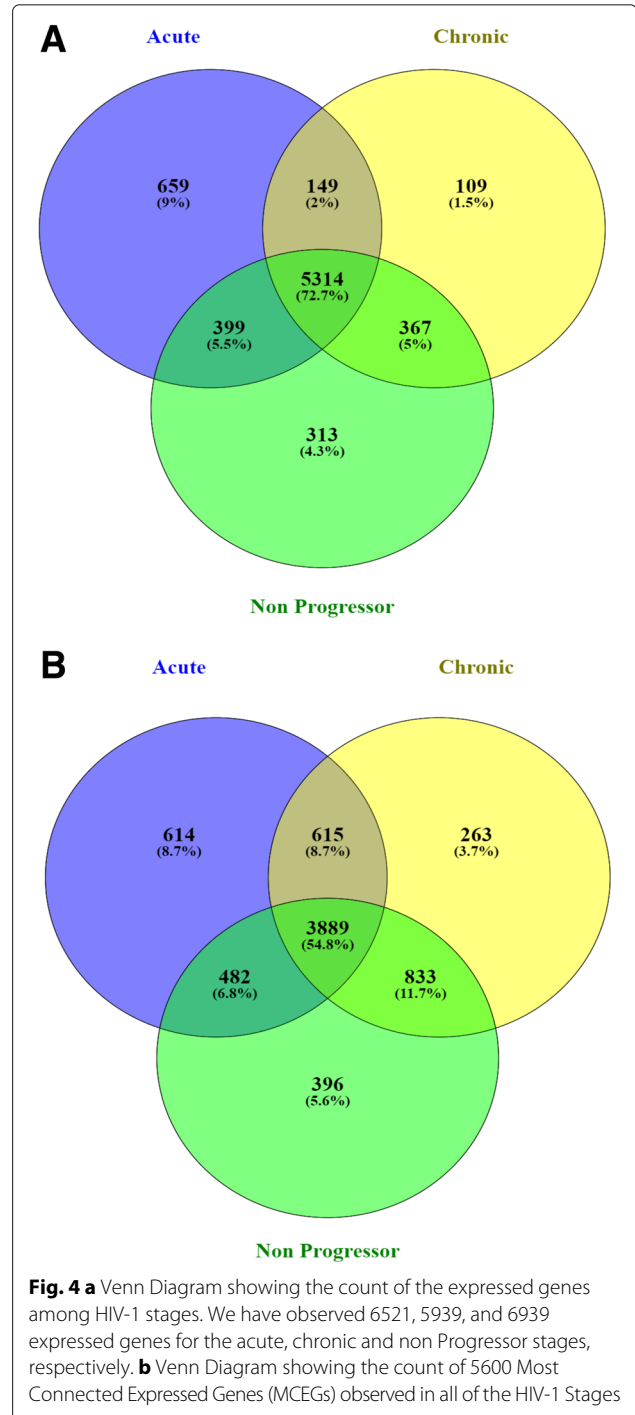 A
Acute
Chronic
659
(9%)
149
(2%)
109
(1.5%)
5314
(72.7%)
399
(5.5%)
367
(5%)
313
(4.3%)
Non Progressor
B
Acute
Chronic
614
(8.7%)
615
(8.7%)
263
(3.7%)
3889
(54.8%)
482
(6.8%)
833
(11.7%)
396
(5.6%)
Non Progressor
Fig. 4 a Venn Diagram showing the count of the expressed genes
among HIV-1 stages. We have observed 6521, 5939, and 6939
expressed genes for the acute, chronic and non Progressor stages,
respectively. b Venn Diagram showing the count of 5600 Most
Connected Expressed Genes (MCEGs) observed in all of the HIV-1 Stages